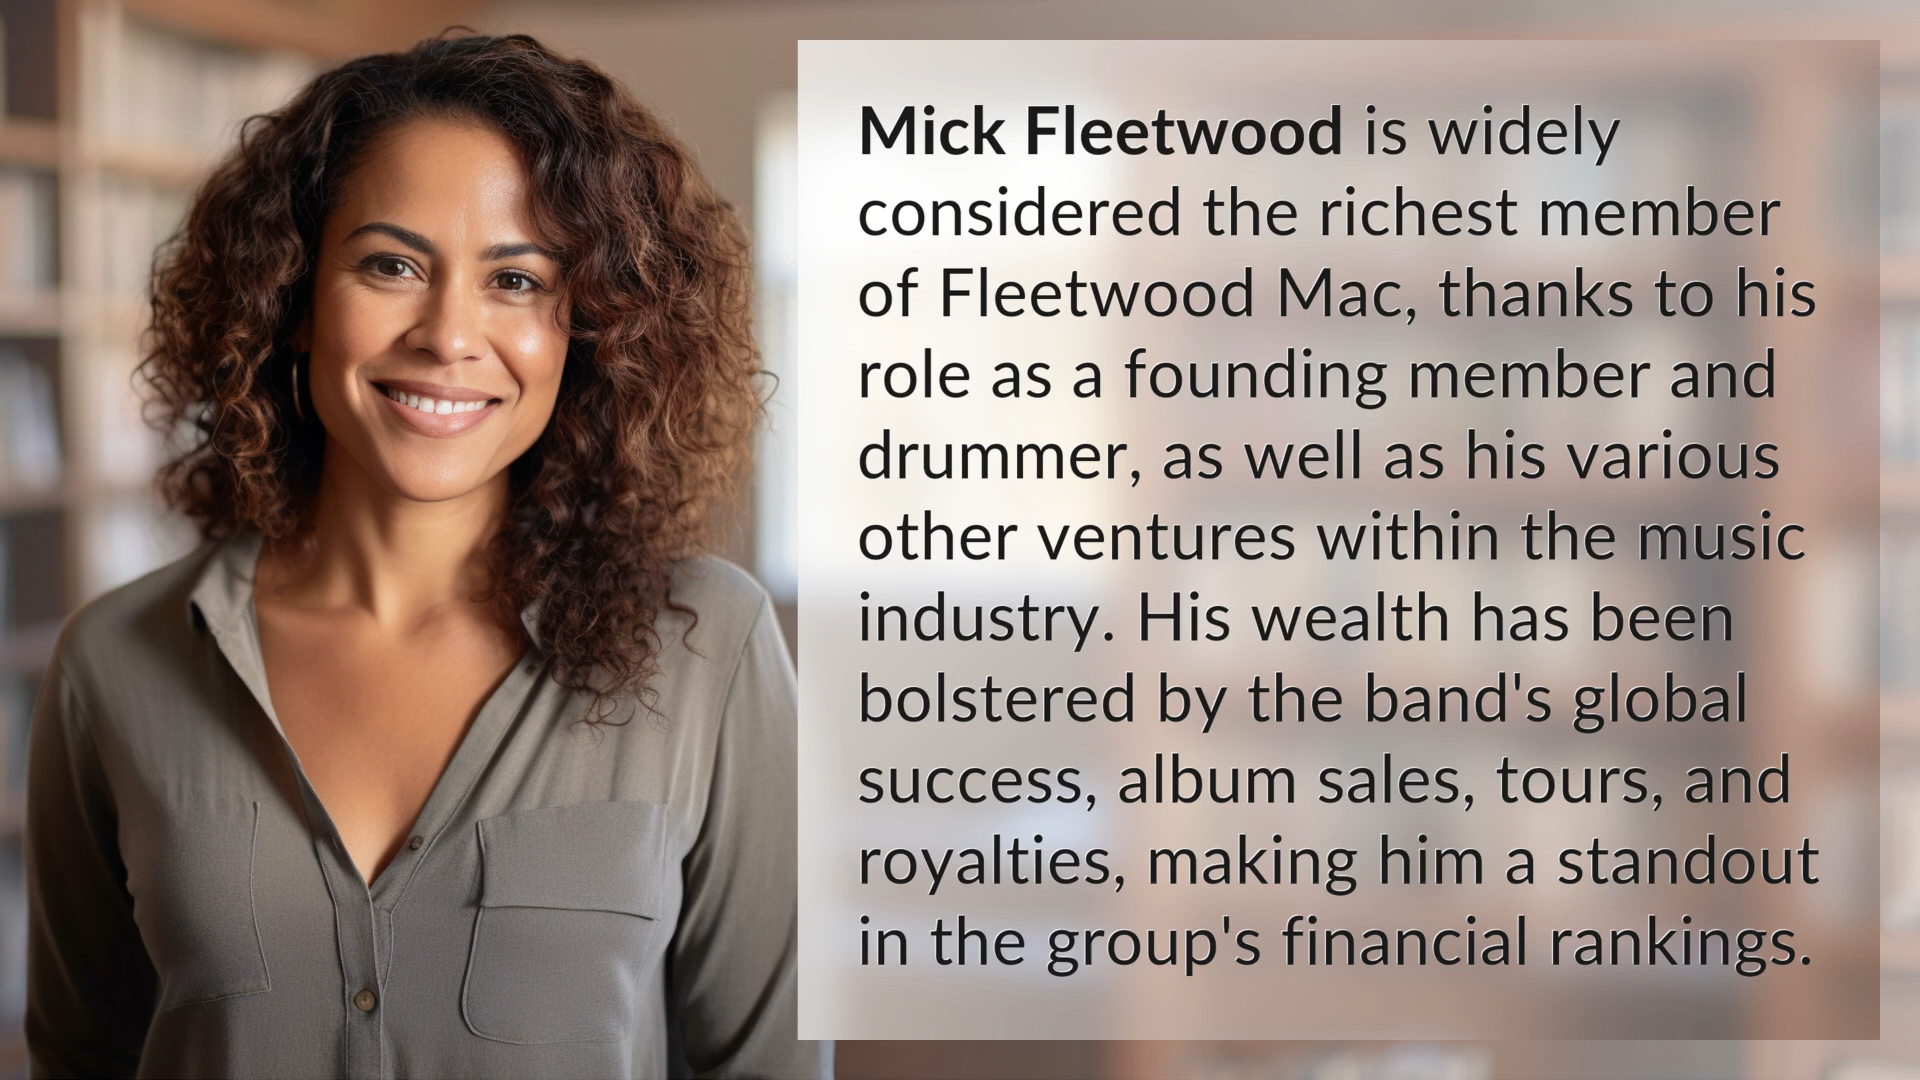 Mick Fleetwood is widely
considered the richest member
of Fleetwood Mac, thanks to his
role as a founding member and
drummer, as well as his various
other ventures within the music
industry. His wealth has been
bolstered by the band's global
success, album sales, tours, and
royalties, making him a standout
in the group's financial rankings.